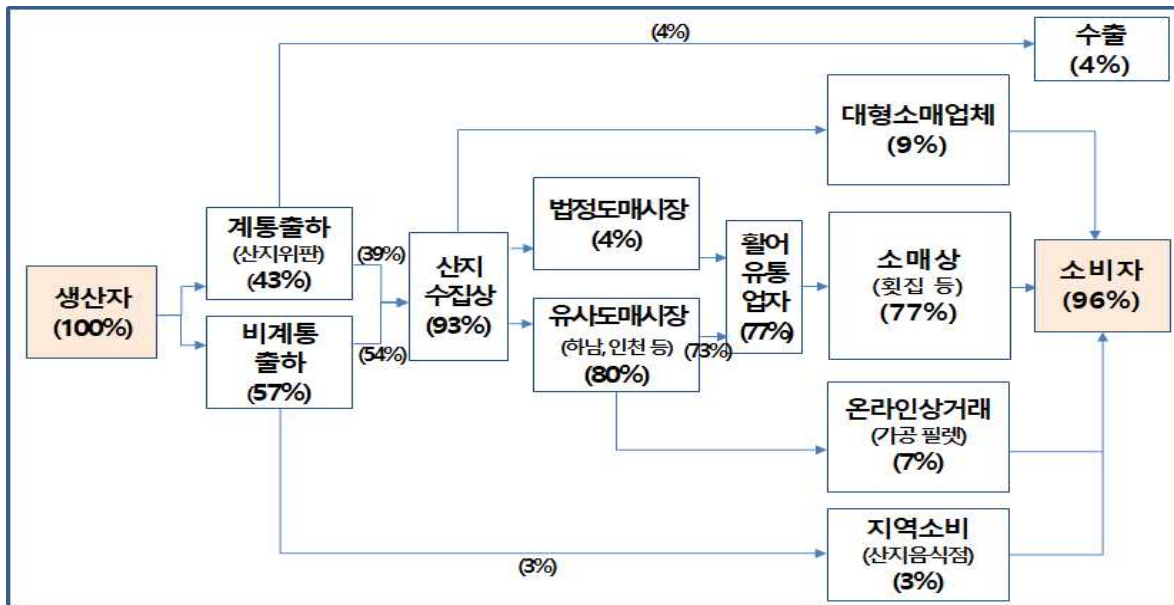 (4%)
수출
(4%)
대형소매업체
(9%)
계통출하
(산지위판)
(43%)
(39%)
법정도매시장
(4%)
생산자
(100%)
산지
수집상
(93%)
활어
유통
업자
(77%)
소매상
(횟집 등)
(77%)
소비자
(96%)
비계통
출하
(57%)
(54%)
유사도매시장
(하남, 인천 등)
(80%)
(73%)
온라인상거래
(가공 필렛)
(7%)
(3%)
지역소비
(산지음식점)
(3%)